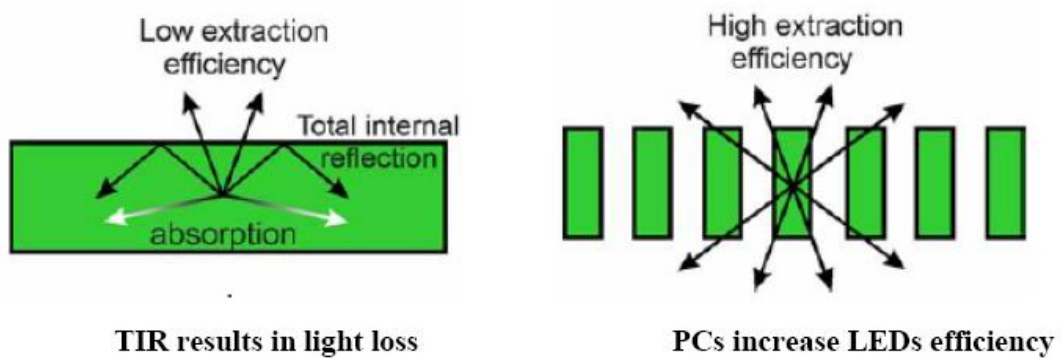 Low extraction
efficiency
Total internal
reflection
absorption
TIR results in light loss
High extraction
efficiency
PCs increase LEDs efficiency